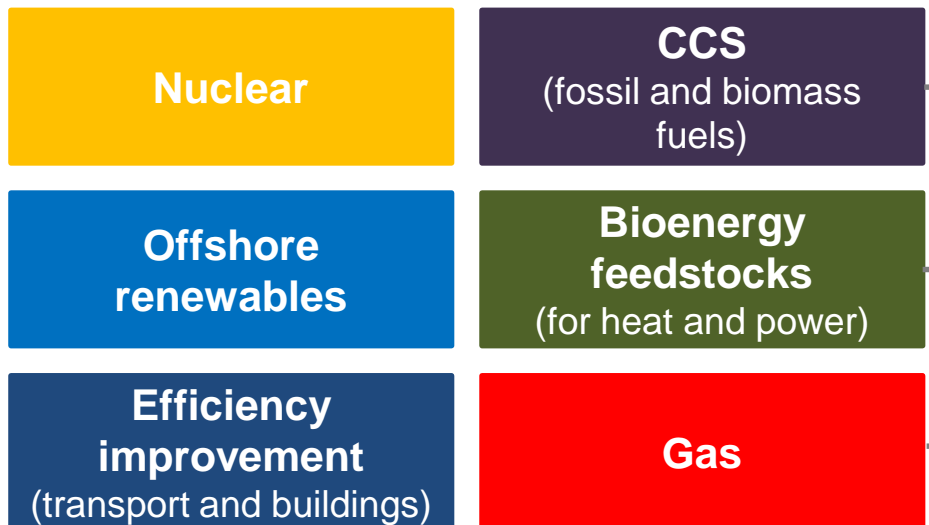 Nuclear
CCS
(fossil and biomass
fuels)
Offshore
renewables
Bioenergy
feedstocks
(for heat and power)
Efficiency
improvement
(transport and buildings)
Gas